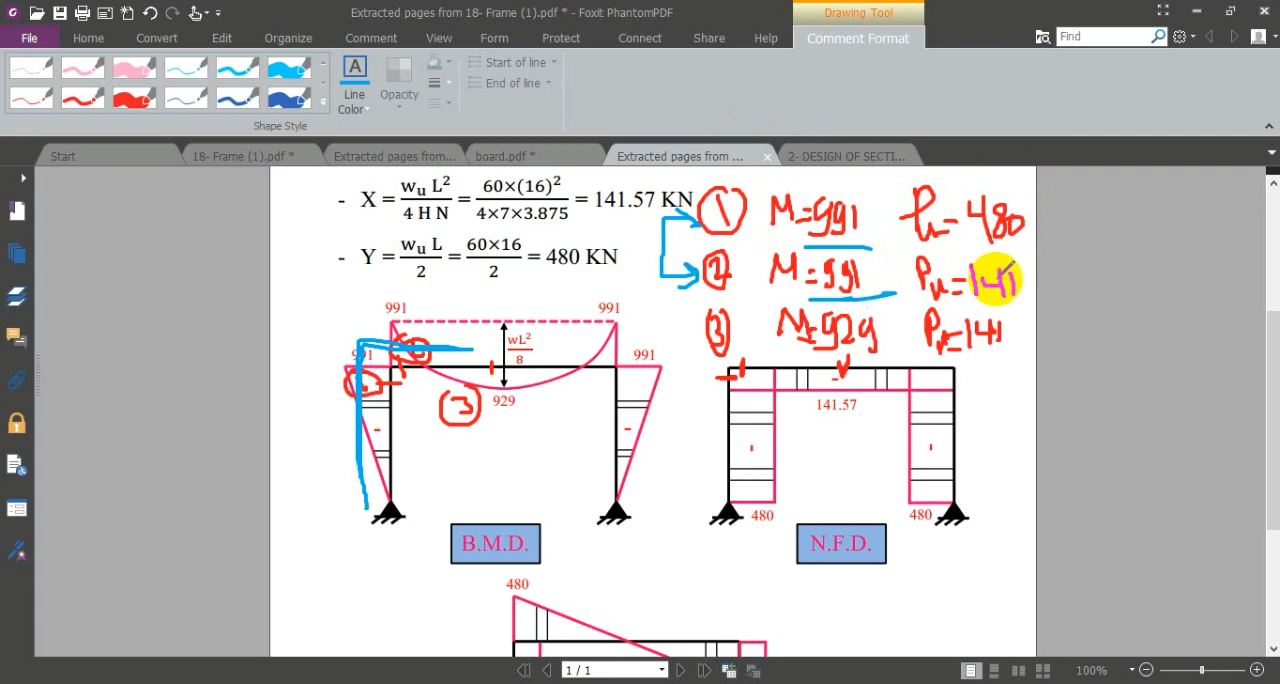 Extracted pages from 18- Frame (1).pdf * - Foxit PhantomPDF
Drawing Tool
File Home Convert Edit Organize Comment View Form Protect Connect Share Help Comment Format
Find
Line Color
Opacity
Start of line
End of line
Shape Style
Start
18- Frame (1).pdf *
Extracted pages from...
board.pdf *
Extracted pages from ...
2- DESIGN OF SECTI...
- X = w_u L² / 4 H N = 60×(16)² / 4×7×3.875 = 141.57 KN
① M=991 Pu=480
- Y = w_u L / 2 = 60×16 / 2 = 480 KN
② M=991 Pu=141
③ M=929 Pu=141
991 991
wL² / 8
991 991
③
929
141.57
480 480
B.M.D. N.F.D.
480
1 / 1
100%